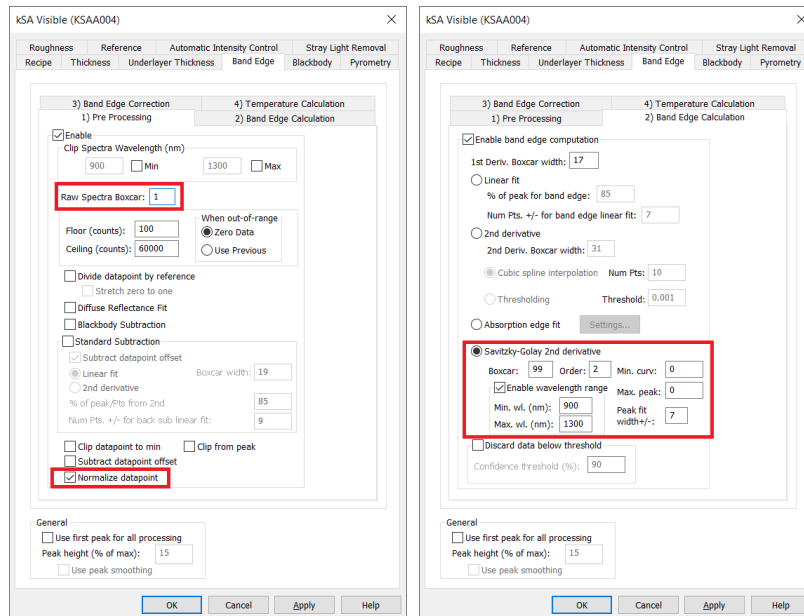 kSA Visible (KSAA004)
Roughness Reference Automatic Intensity Control Stray Light Removal
Recipe Thickness Underlayer Thickness Band Edge Blackbody Pyrometry
3) Band Edge Correction 4) Temperature Calculation
1) Pre Processing 2) Band Edge Calculation
Enable
Clip Spectra Wavelength (nm)
900 Min 1300 Max
Raw Spectra Boxcar: 1
When out-of-range
Floor (counts): 100 Zero Data
Ceiling (counts): 60000 Use Previous
Divide datapoint by reference
Stretch zero to one
Diffuse Reflectance Fit
Blackbody Subtraction
Standard Subtraction
Subtract datapoint offset
Linear fit Boxcar width: 19
2nd derivative
% of peak/Pts from 2nd 85
Num Pts. +/- for back sub linear fit: 9
Clip datapoint to min Clip from peak
Subtract datapoint offset
Normalize datapoint
General
Use first peak for all processing
Peak height (% of max): 15
Use peak smoothing
OK Cancel Apply Help
kSA Visible (KSAA004)
Roughness Reference Automatic Intensity Control Stray Light Removal
Recipe Thickness Underlayer Thickness Band Edge Blackbody Pyrometry
3) Band Edge Correction 4) Temperature Calculation
1) Pre Processing 2) Band Edge Calculation
Enable band edge computation
1st Deriv. Boxcar width: 17
Linear fit
% of peak for band edge: 85
Num Pts. +/- for band edge linear fit: 7
2nd derivative
2nd Deriv. Boxcar width: 31
Cubic spline interpolation Num Pts: 10
Thresholding Threshold: 0.001
Absorption edge fit Settings...
Savitzky-Golay 2nd derivative
Boxcar: 99 Order: 2 Min. curv: 0
Enable wavelength range Max. peak: 0
Min. wl. (nm): 900 Peak fit
Max. wl. (nm): 1300 width+/-: 7
Discard data below threshold
Confidence threshold (%): 90
General
Use first peak for all processing
Peak height (% of max): 15
Use peak smoothing
OK Cancel Apply Help